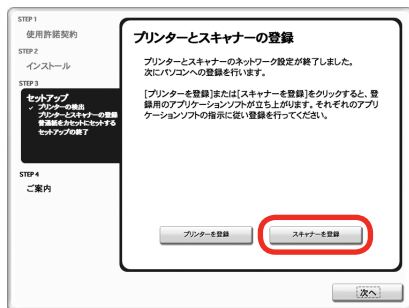 STEP 1
使用許諾契約
STEP 2
インストール
STEP 3
セットアップ
✓ プリンターの検出
プリンターとスキャナーの登録
普通紙をカセットにセットする
セットアップの終了
STEP 4
ご案内
プリンターとスキャナーの登録
プリンターとスキャナーのネットワーク設定が終了しました。
次にパソコンへの登録を行います。
[プリンターを登録]または[スキャナーを登録]をクリックすると、登
録用のアプリケーションソフトが立ち上がります。それぞれのアプリ
ケーションソフトの指示に従い登録を行ってください。
プリンターを登録
スキャナーを登録
次へ